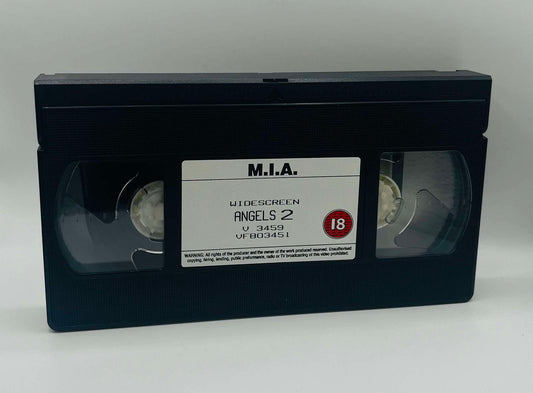 M.I.A.
WIDESCREEN
ANGELS 2
V 3459
VFB03451
18
WARNING: All rights of the producer and the owner of the work produced reserved. Unauthorised
copying, hiring, lending, public preformance, radio or TV broadcasting of this video prohibited.